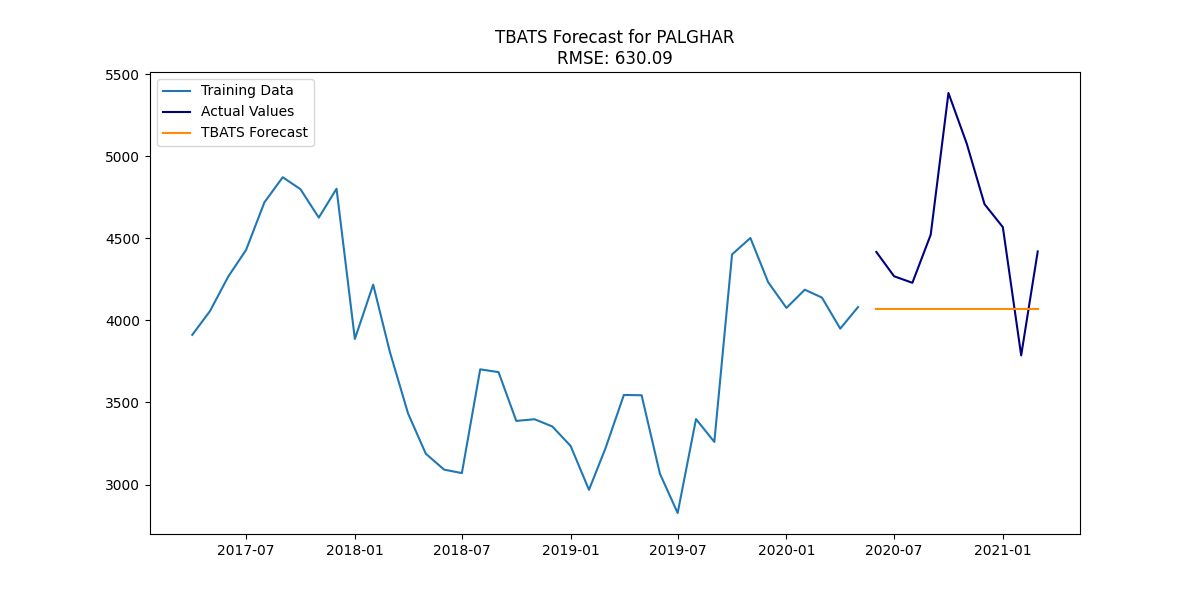 TBATS Forecast for PALGHAR
RMSE: 630.09
Training Data
Actual Values
TBATS Forecast
5500
5000
4500
4000
3500
3000
2017-07 2018-01 2018-07 2019-01 2019-07 2020-01 2020-07 2021-01